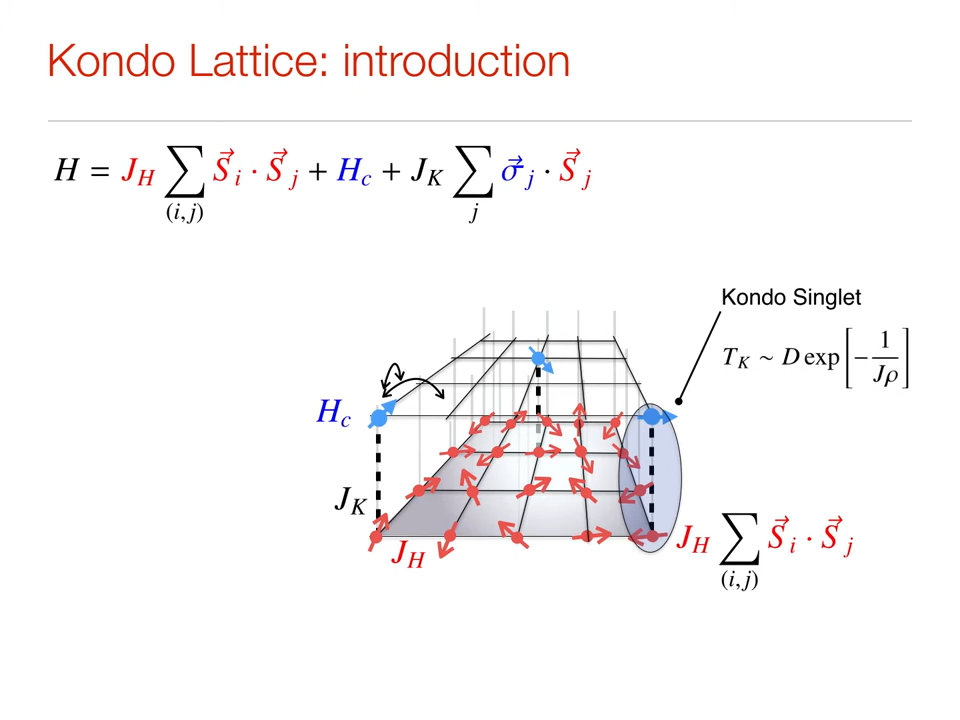 Kondo Lattice: introduction
H = J_H ∑_{(i,j)} S⃗_i · S⃗_j + H_c + J_K ∑_j σ⃗_j · S⃗_j
Kondo Singlet
T_K ~ D exp[−1/Jρ]
H_c
J_K
J_H
J_H ∑_{(i,j)} S⃗_i · S⃗_j